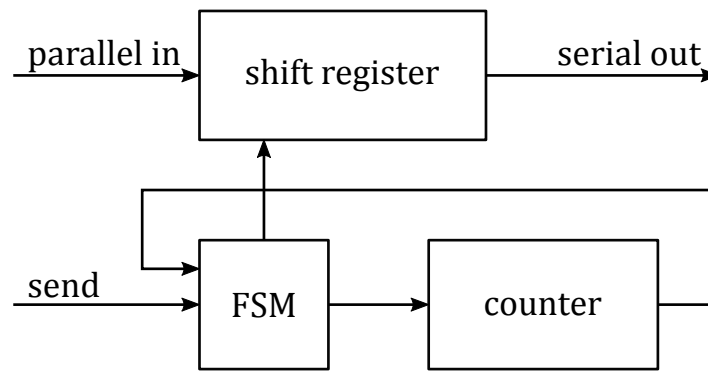 parallel in
shift register
serial out
send
FSM
counter